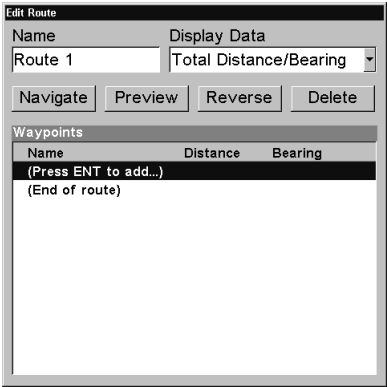 Edit Route
Name Display Data
Route 1 Total Distance/Bearing
Navigate Preview Reverse Delete
Waypoints
Name Distance Bearing
(Press ENT to add...)
(End of route)